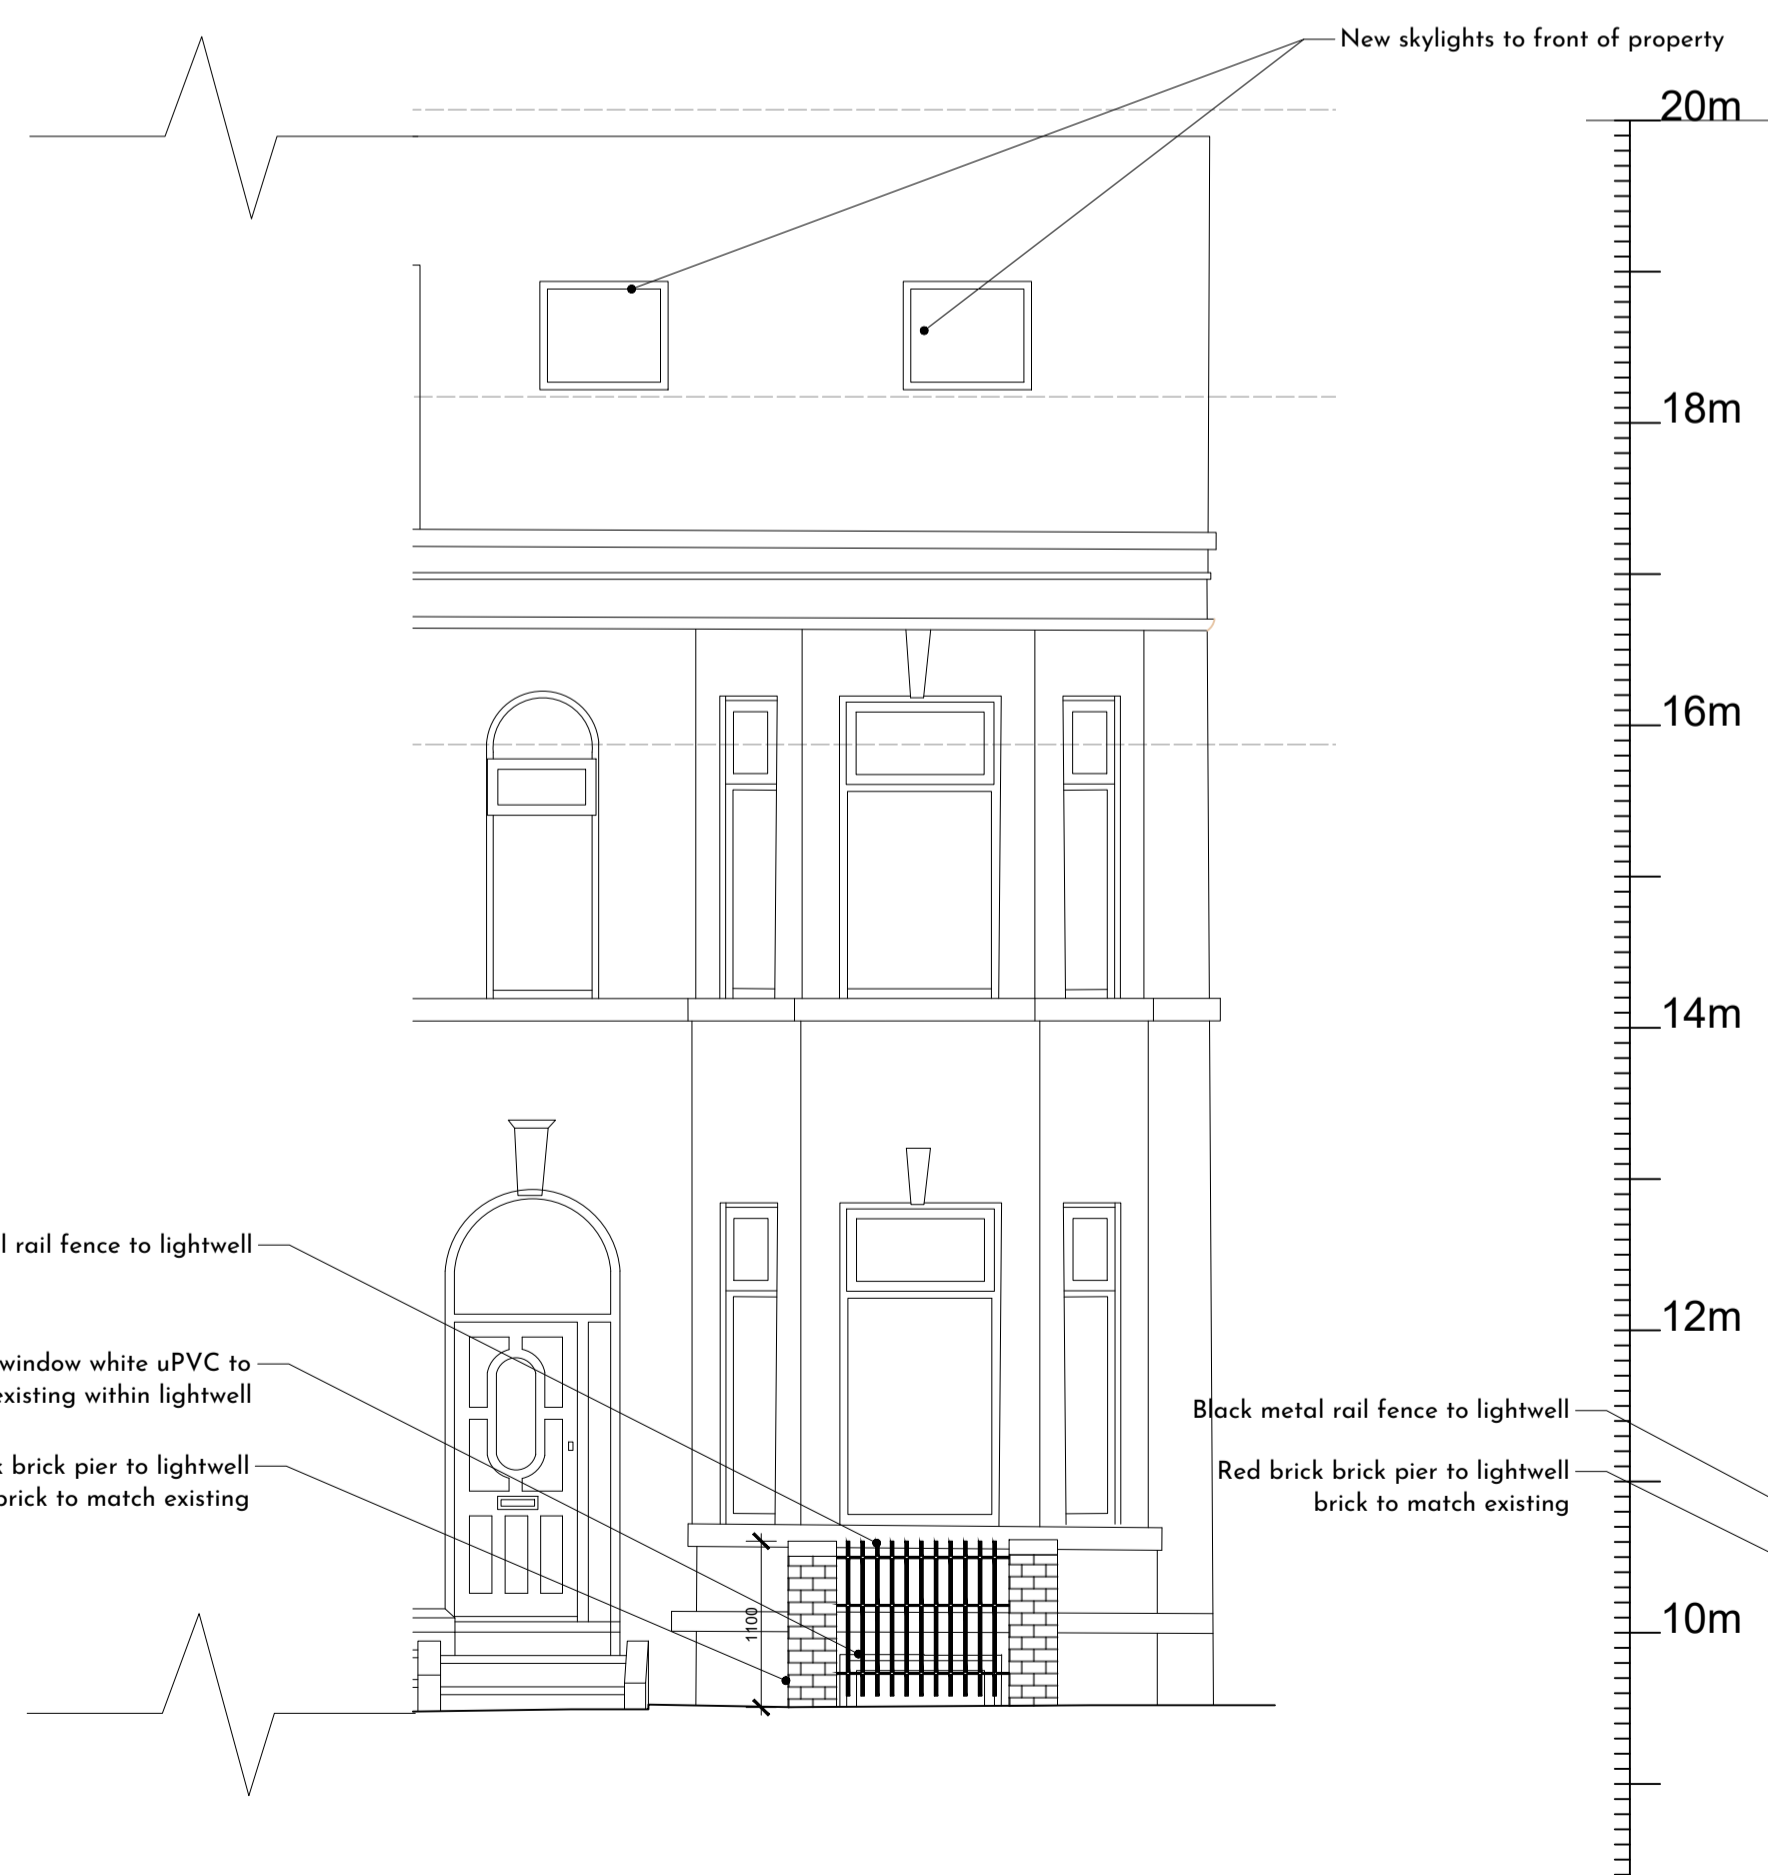 New skylights to front of property
20m
18m
16m
14m
12m
rail fence to lightwell
window white uPVC to
existing within lightwell
Black metal rail fence to lightwell
brick pier to lightwell
brick to match existing
Red brick brick pier to lightwell
brick to match existing
1100
10m